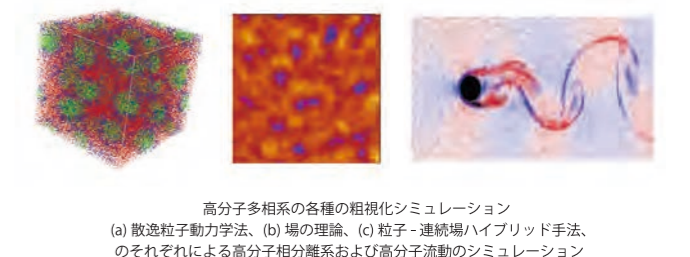 高分子多相系の各種の粗視化シミュレーション
(a) 散逸粒子動力学法、(b) 場の理論、(c) 粒子 - 連続場ハイブリッド手法、
のそれぞれによる高分子相分離系および高分子流動のシミュレーション